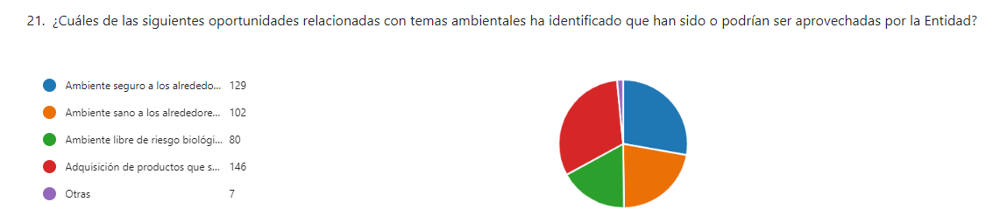 21. ¿Cuáles de las siguientes oportunidades relacionadas con temas ambientales ha identificado que han sido o podrían ser aprovechadas por la Entidad?
Ambiente seguro a los alrededo... 129
Ambiente sano a los alrededore... 102
Ambiente libre de riesgo biológi... 80
Adquisición de productos que s... 146
Otras 7